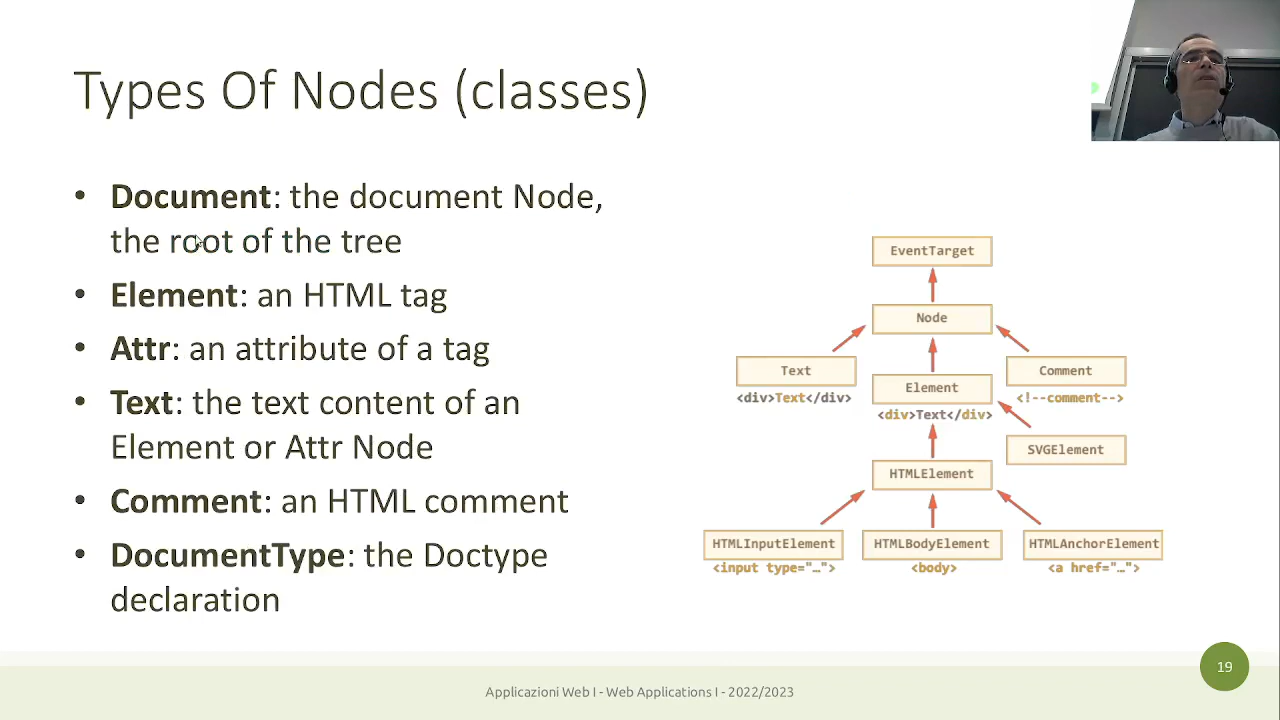 Types Of Nodes (classes)
• Document: the document Node,
the root of the tree
• Element: an HTML tag
• Attr: an attribute of a tag
• Text: the text content of an
Element or Attr Node
• Comment: an HTML comment
• DocumentType: the Doctype
declaration
EventTarget
Node
Text
<div>Text</div>
Element
<div>Text</div>
Comment
<!--comment-->
SVGElement
HTMLElement
HTMLInputElement
<input type="…">
HTMLBodyElement
<body>
HTMLAnchorElement
<a href="…">
19
Applicazioni Web I - Web Applications I - 2022/2023